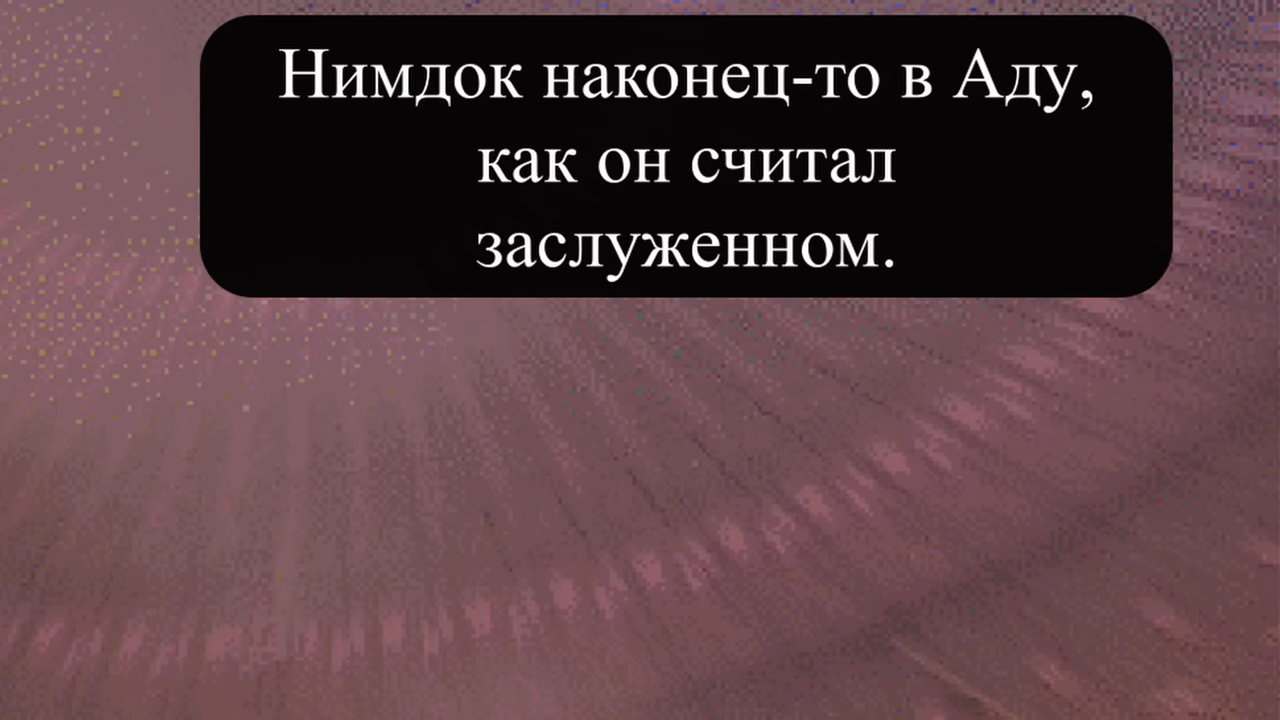 Нимдок наконец-то в Аду,
как он считал
заслуженном.